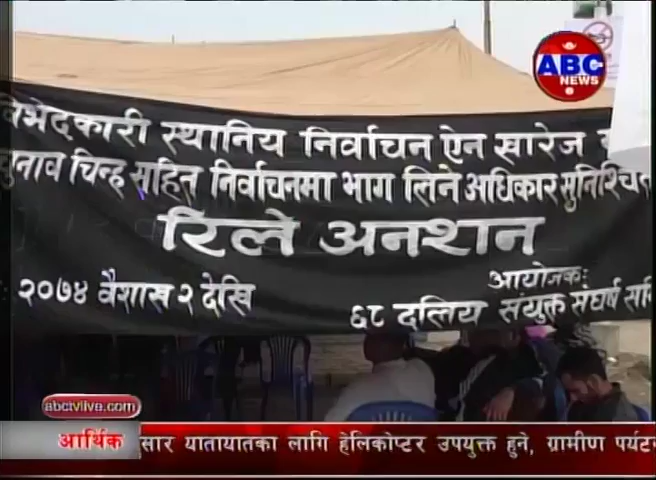 ABC
NEWS
विभेदकारी स्थानिय निर्वाचन ऐन खारेज
चुनाव चिन्ह सहित निर्वाचनमा भाग लिने अधिकार सुनिश्चित
रिले अनशन
२०७४ वैशाख २ देखि
आयोजक:
६८ दलिय संयुक्त संघर्ष
abctvlive.com
आर्थिक
सार यातायातका लागि हेलिकोप्टर उपयुक्त हुने, ग्रामीण पर्यटन